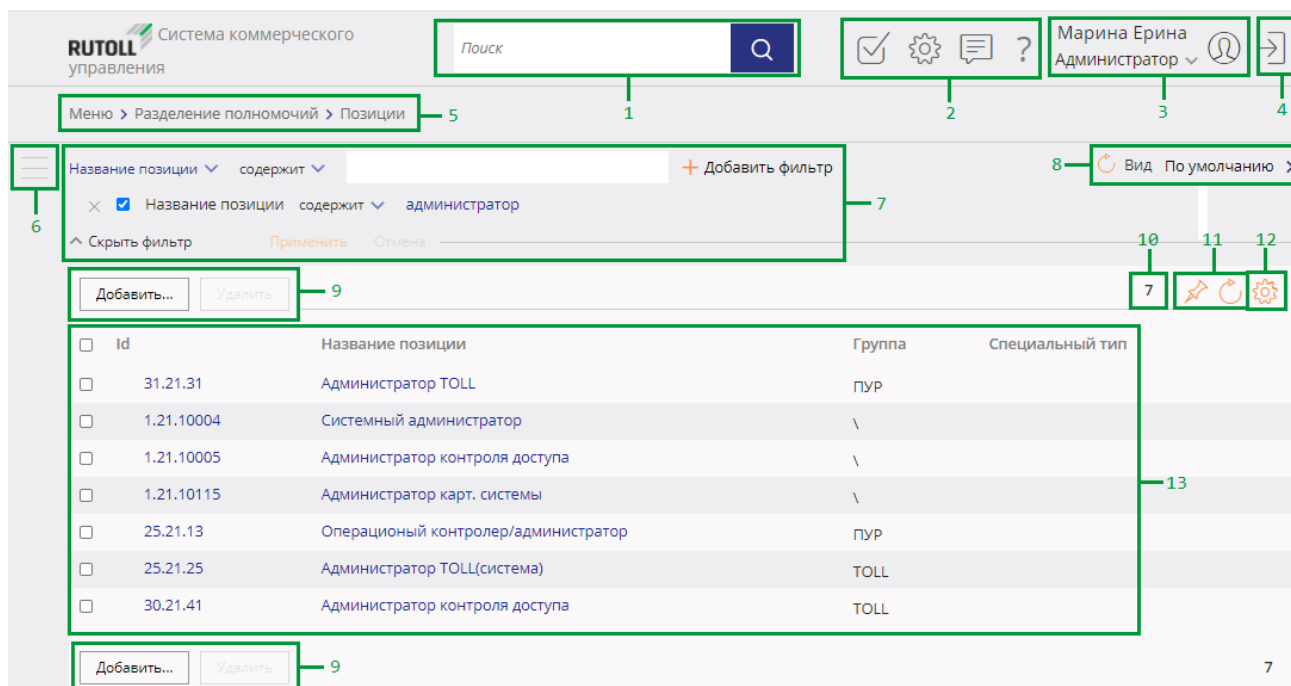 RUTOLL Система коммерческого
управления
Поиск
?
Марина Ерина
Администратор
1
2
3
4
Меню > Разделение полномочий > Позиции
5
6
Название позиции содержит + Добавить фильтр
8
Вид По умолчанию
× Название позиции содержит администратор
7
Скрыть фильтр Применить Отмена
10 11 12
Добавить... Удалить
9
7
Id Название позиции Группа Специальный тип
31.21.31 Администратор TOLL ПУР
1.21.10004 Системный администратор \
1.21.10005 Администратор контроля доступа \
1.21.10115 Администратор карт. системы \
13
25.21.13 Операционый контролер/администратор ПУР
25.21.25 Администратор TOLL(система) TOLL
30.21.41 Администратор контроля доступа TOLL
Добавить... Удалить
9
7